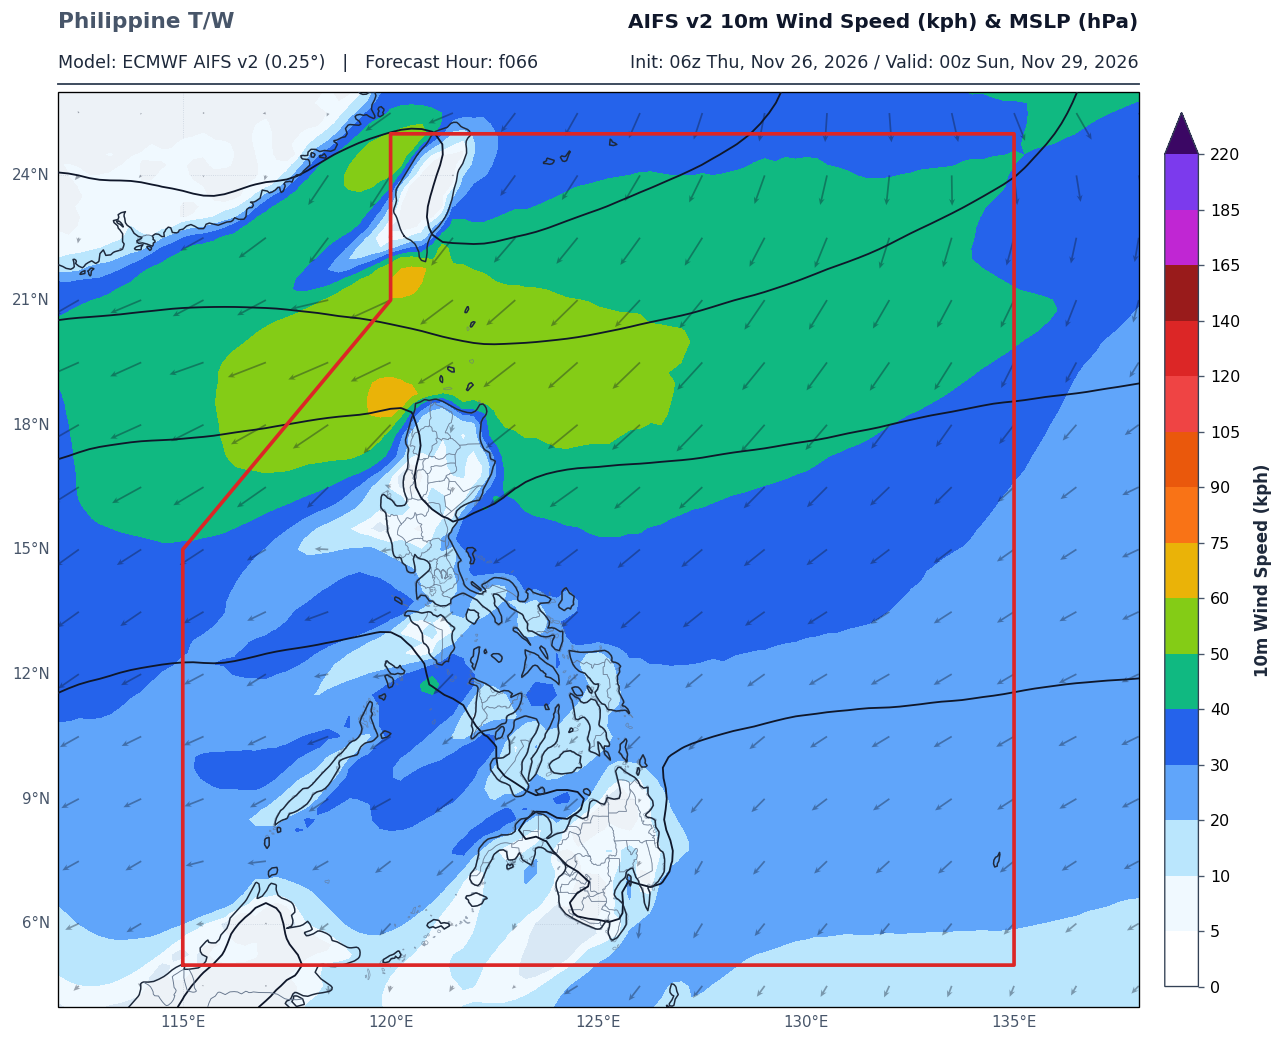 Philippine T/W
AIFS v2 10m Wind Speed (kph) & MSLP (hPa)
Model: ECMWF AIFS v2 (0.25°)   |   Forecast Hour: f066
Init: 06z Thu, Nov 26, 2026 / Valid: 00z Sun, Nov 29, 2026
24°N
21°N
18°N
15°N
12°N
9°N
6°N
115°E
120°E
125°E
130°E
135°E
220
185
165
140
120
105
90
75
60
50
40
30
20
10
5
0
10m Wind Speed (kph)